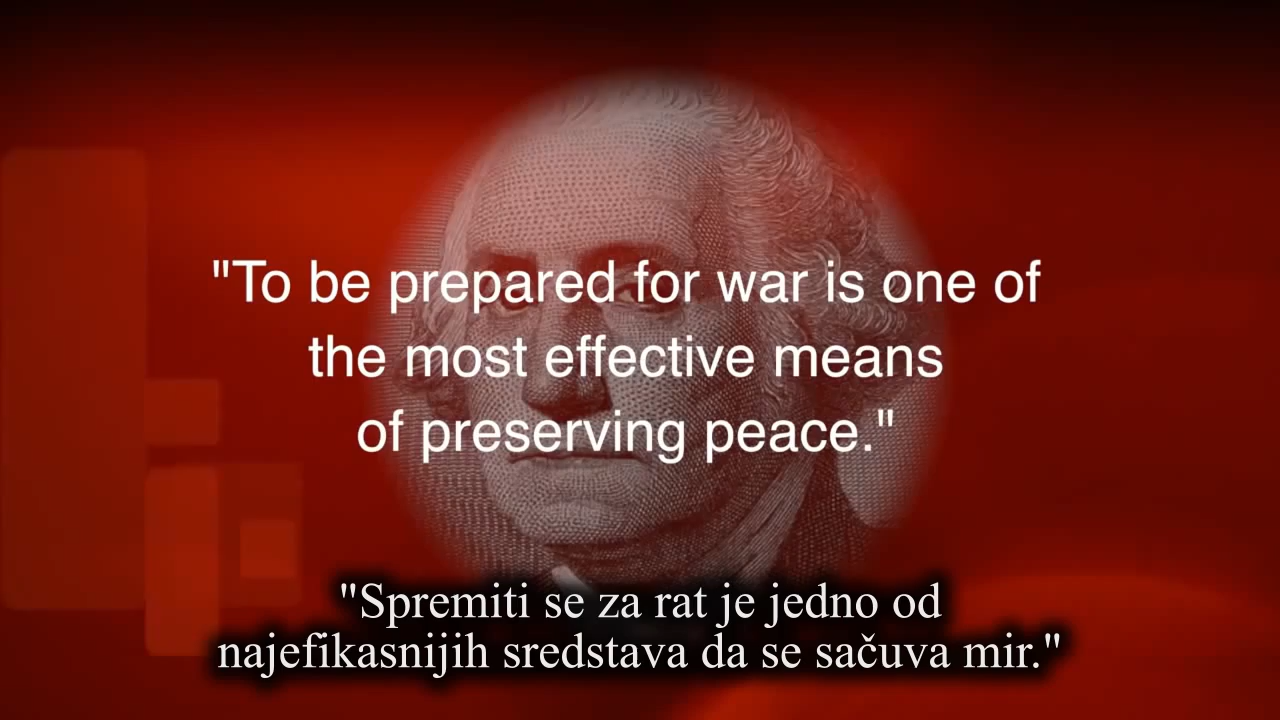 "To be prepared for war is one of
the most effective means
of preserving peace."
"Spremiti se za rat je jedno od
najefikasnijih sredstava da se sačuva mir."